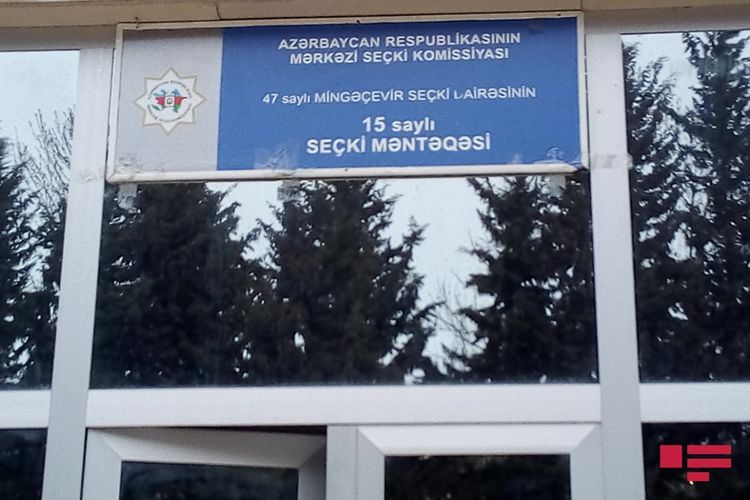 AZƏRBAYCAN RESPUBLİKASININ
MƏRKƏZİ SEÇKİ KOMİSSİYASI
47 saylı MİNGƏÇEVİR SEÇKİ DAİRƏSİNİN
15 saylı
SEÇKİ MƏNTƏQƏSİ